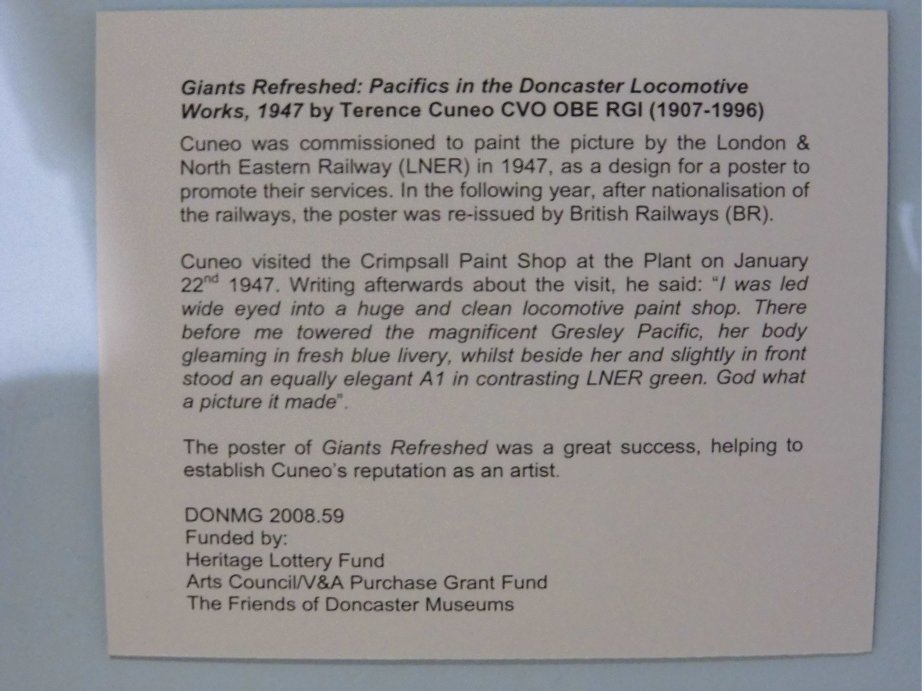 Giants Refreshed: Pacifics in the Doncaster Locomotive
Works, 1947 by Terence Cuneo CVO OBE RGI (1907-1996)
Cuneo was commissioned to paint the picture by the London &
North Eastern Railway (LNER) in 1947, as a design for a poster to
promote their services. In the following year, after nationalisation of
the railways, the poster was re-issued by British Railways (BR).
Cuneo visited the Crimpsall Paint Shop at the Plant on January
22nd 1947. Writing afterwards about the visit, he said: “I was led
wide eyed into a huge and clean locomotive paint shop. There
before me towered the magnificent Gresley Pacific, her body
gleaming in fresh blue livery, whilst beside her and slightly in front
stood an equally elegant A1 in contrasting LNER green. God what
a picture it made”.
The poster of Giants Refreshed was a great success, helping to
establish Cuneo's reputation as an artist.
DONMG 2008.59
Funded by:
Heritage Lottery Fund
Arts Council/V&A Purchase Grant Fund
The Friends of Doncaster Museums